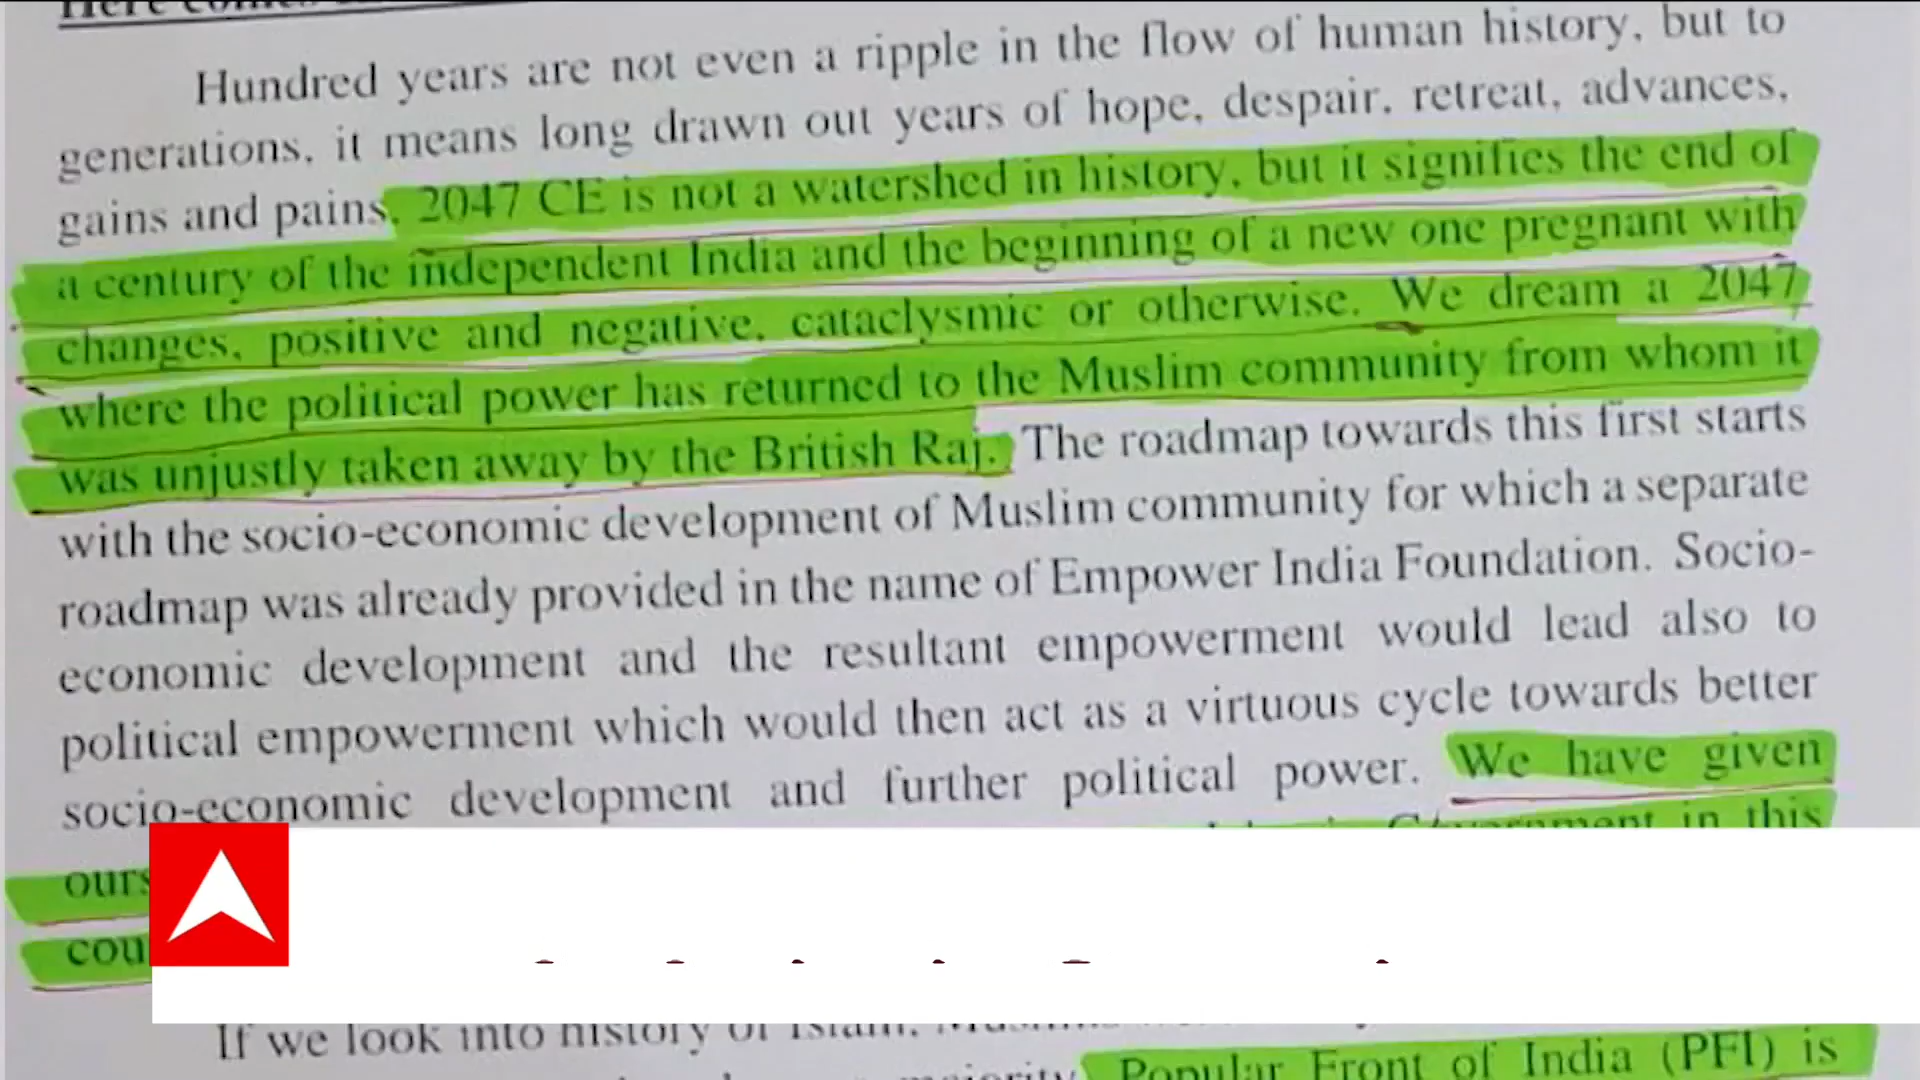 Here comes
Hundred years are not even a ripple in the flow of human history, but to
generations, it means long drawn out years of hope, despair, retreat, advances,
gains and pains. 2047 CE is not a watershed in history, but it signifies the end of
a century of the independent India and the beginning of a new one pregnant with
changes, positive and negative, cataclysmic or otherwise. We dream a 2047
where the political power has returned to the Muslim community from whom it
was unjustly taken away by the British Raj. The roadmap towards this first starts
with the socio-economic development of Muslim community for which a separate
roadmap was already provided in the name of Empower India Foundation. Socio-
economic development and the resultant empowerment would lead also to
political empowerment which would then act as a virtuous cycle towards better
socio-economic development and further political power. We have given
Government in this
If we look into history of Islam,
majority. Popular Front of India (PFI) is